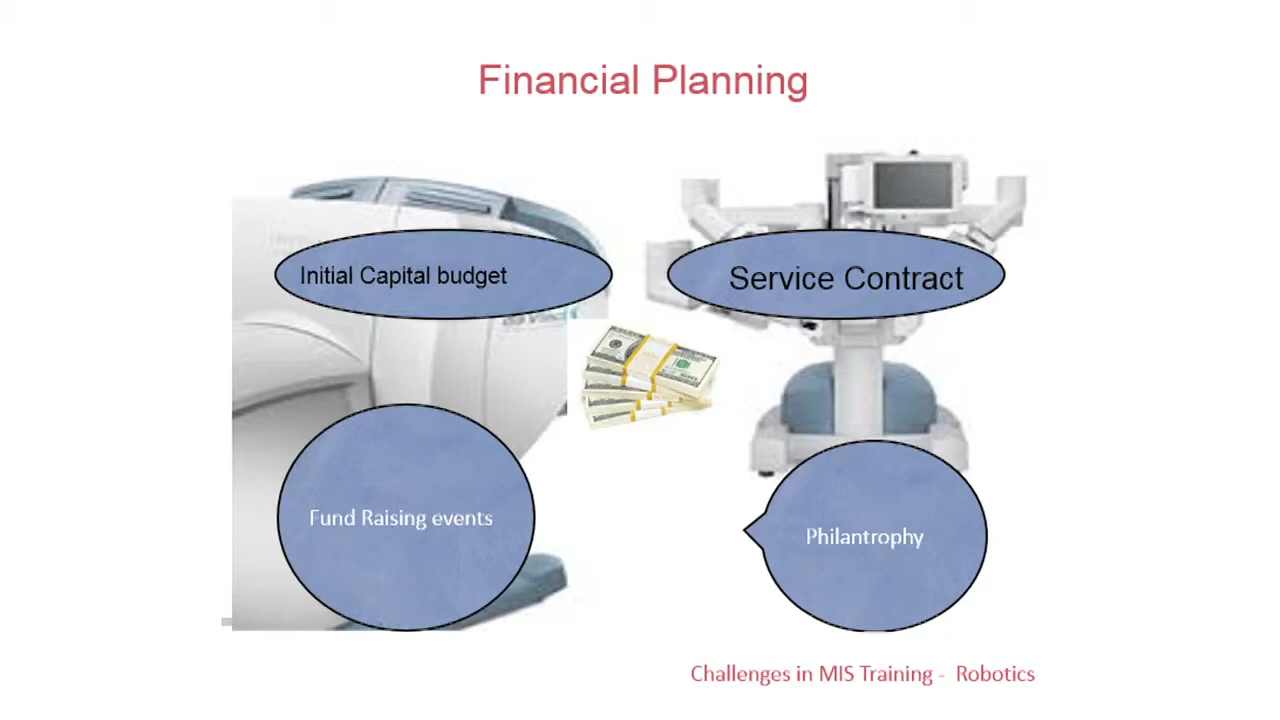 Financial Planning
Initial Capital budget
Service Contract
Fund Raising events
Philantrophy
Challenges in MIS Training - Robotics